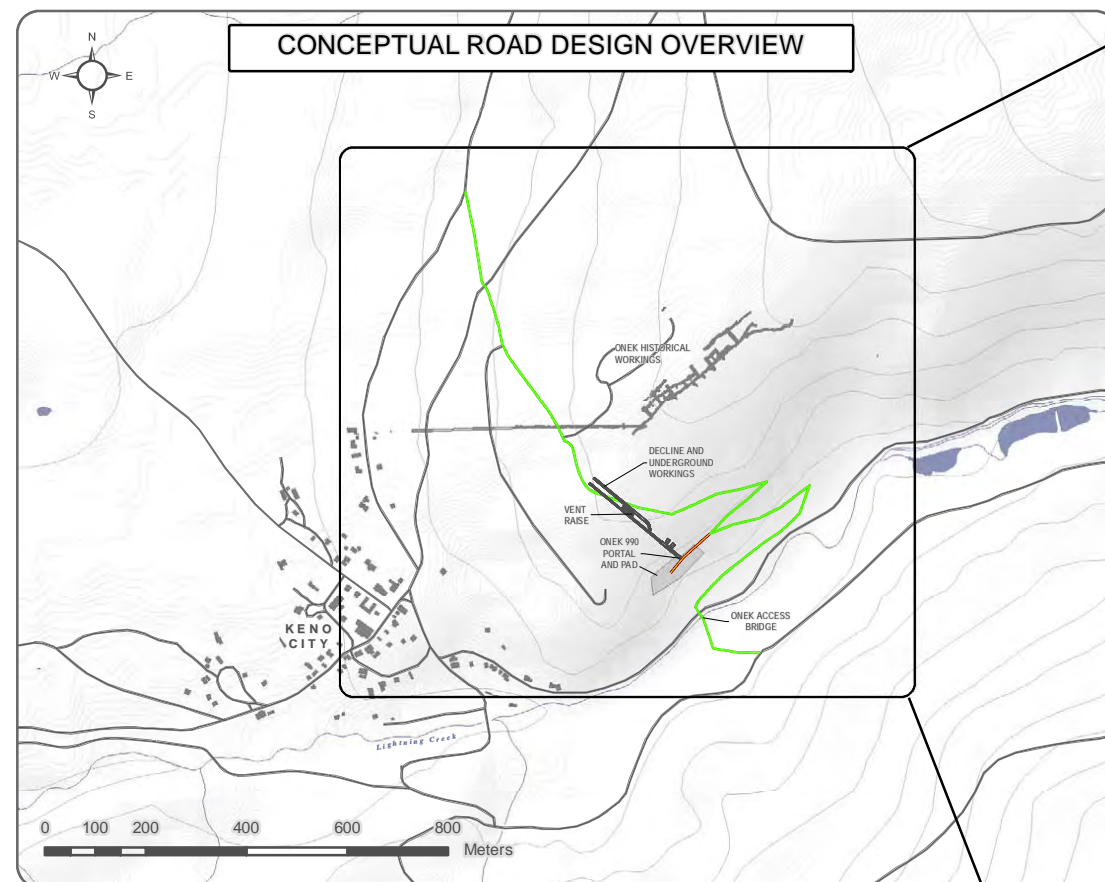 CONCEPTUAL ROAD DESIGN OVERVIEW
N
W
E
S
ONEK HISTORICAL
WORKINGS
DECLINE AND
UNDERGROUND
WORKINGS
VENT
RAISE
ONEK 990
PORTAL
AND PAD
ONEK ACCESS
BRIDGE
KENO
CITY
Lightning Creek
0 100 200 400 600 800
Meters